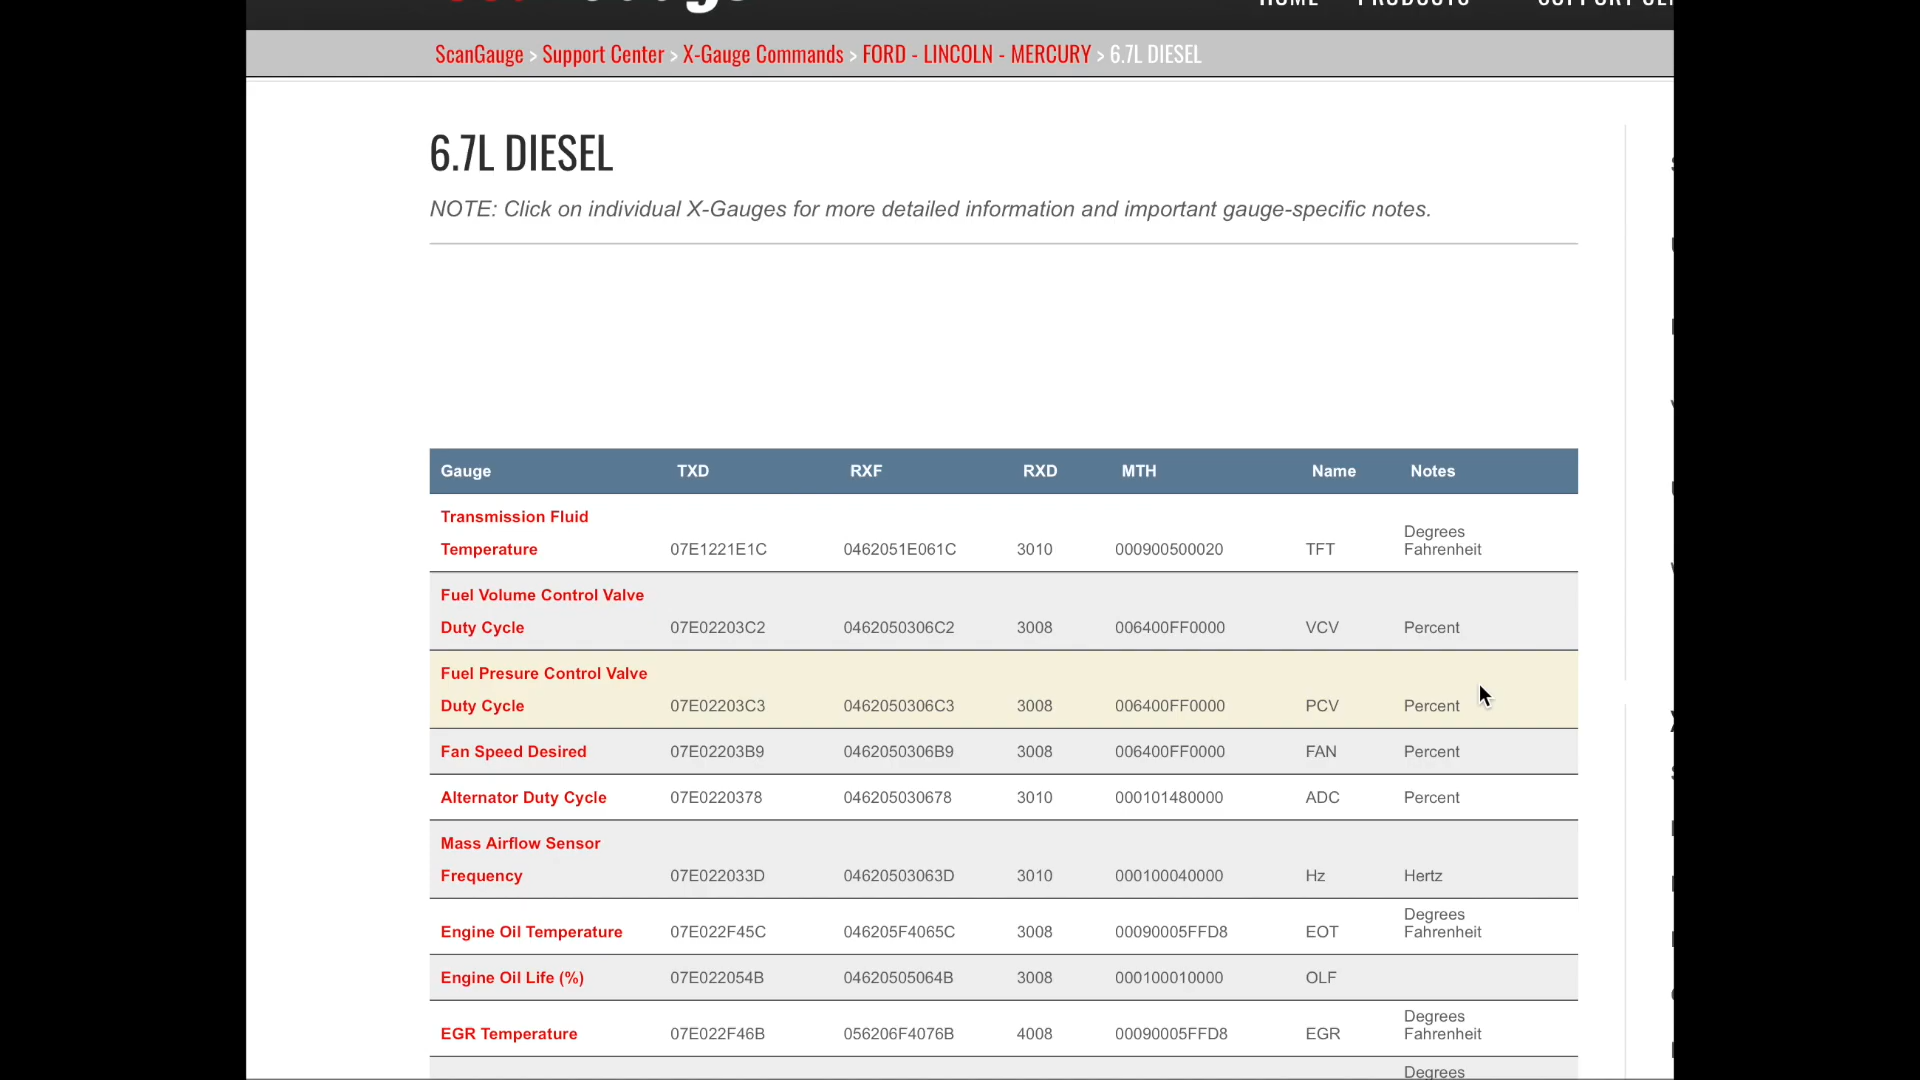 HOME PRODUCTS
ScanGauge > Support Center > X-Gauge Commands > FORD - LINCOLN - MERCURY > 6.7L DIESEL
6.7L DIESEL
NOTE: Click on individual X-Gauges for more detailed information and important gauge-specific notes.
Gauge TXD RXF RXD MTH Name Notes
Transmission Fluid
Temperature 07E1221E1C 0462051E061C 3010 000900500020 TFT Degrees
Fahrenheit
Fuel Volume Control Valve
Duty Cycle 07E02203C2 0462050306C2 3008 006400FF0000 VCV Percent
Fuel Presure Control Valve
Duty Cycle 07E02203C3 0462050306C3 3008 006400FF0000 PCV Percent
Fan Speed Desired 07E02203B9 0462050306B9 3008 006400FF0000 FAN Percent
Alternator Duty Cycle 07E0220378 046205030678 3010 000101480000 ADC Percent
Mass Airflow Sensor
Frequency 07E022033D 04620503063D 3010 000100040000 Hz Hertz
Engine Oil Temperature 07E022F45C 046205F4065C 3008 00090005FFD8 EOT Degrees
Fahrenheit
Engine Oil Life (%) 07E022054B 04620505064B 3008 000100010000 OLF
EGR Temperature 07E022F46B 056206F4076B 4008 00090005FFD8 EGR Degrees
Fahrenheit
Degrees